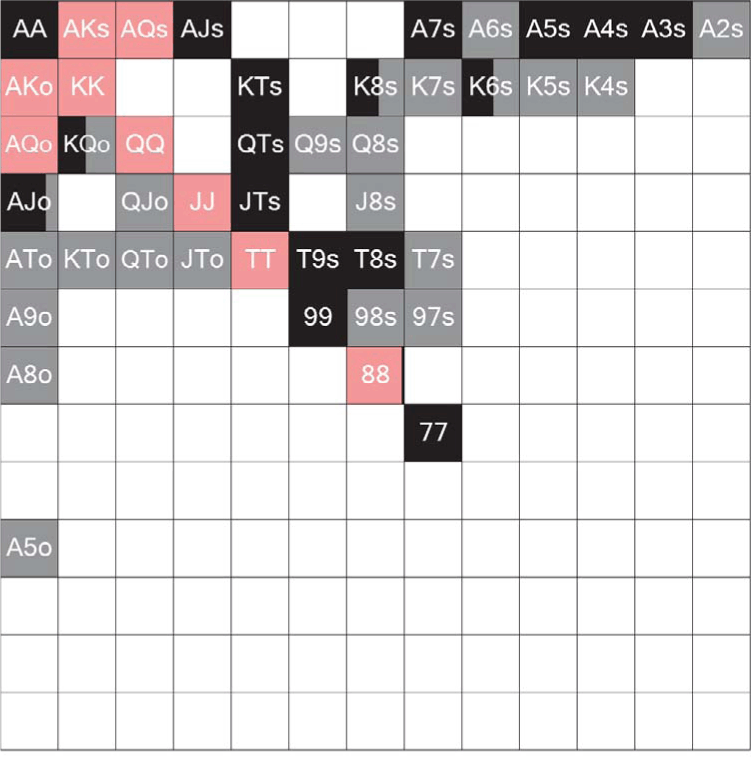 AA AKs AQs AJs A7s A6s A5s A4s A3s A2s
AKo KK KTs K8s K7s K6s K5s K4s
AQo KQo QQ QTs Q9s Q8s
AJo QJo JJ JTs J8s
ATo KTo QTo JTo TT T9s T8s T7s
A9o 99 98s 97s
A8o 88
77
A5o